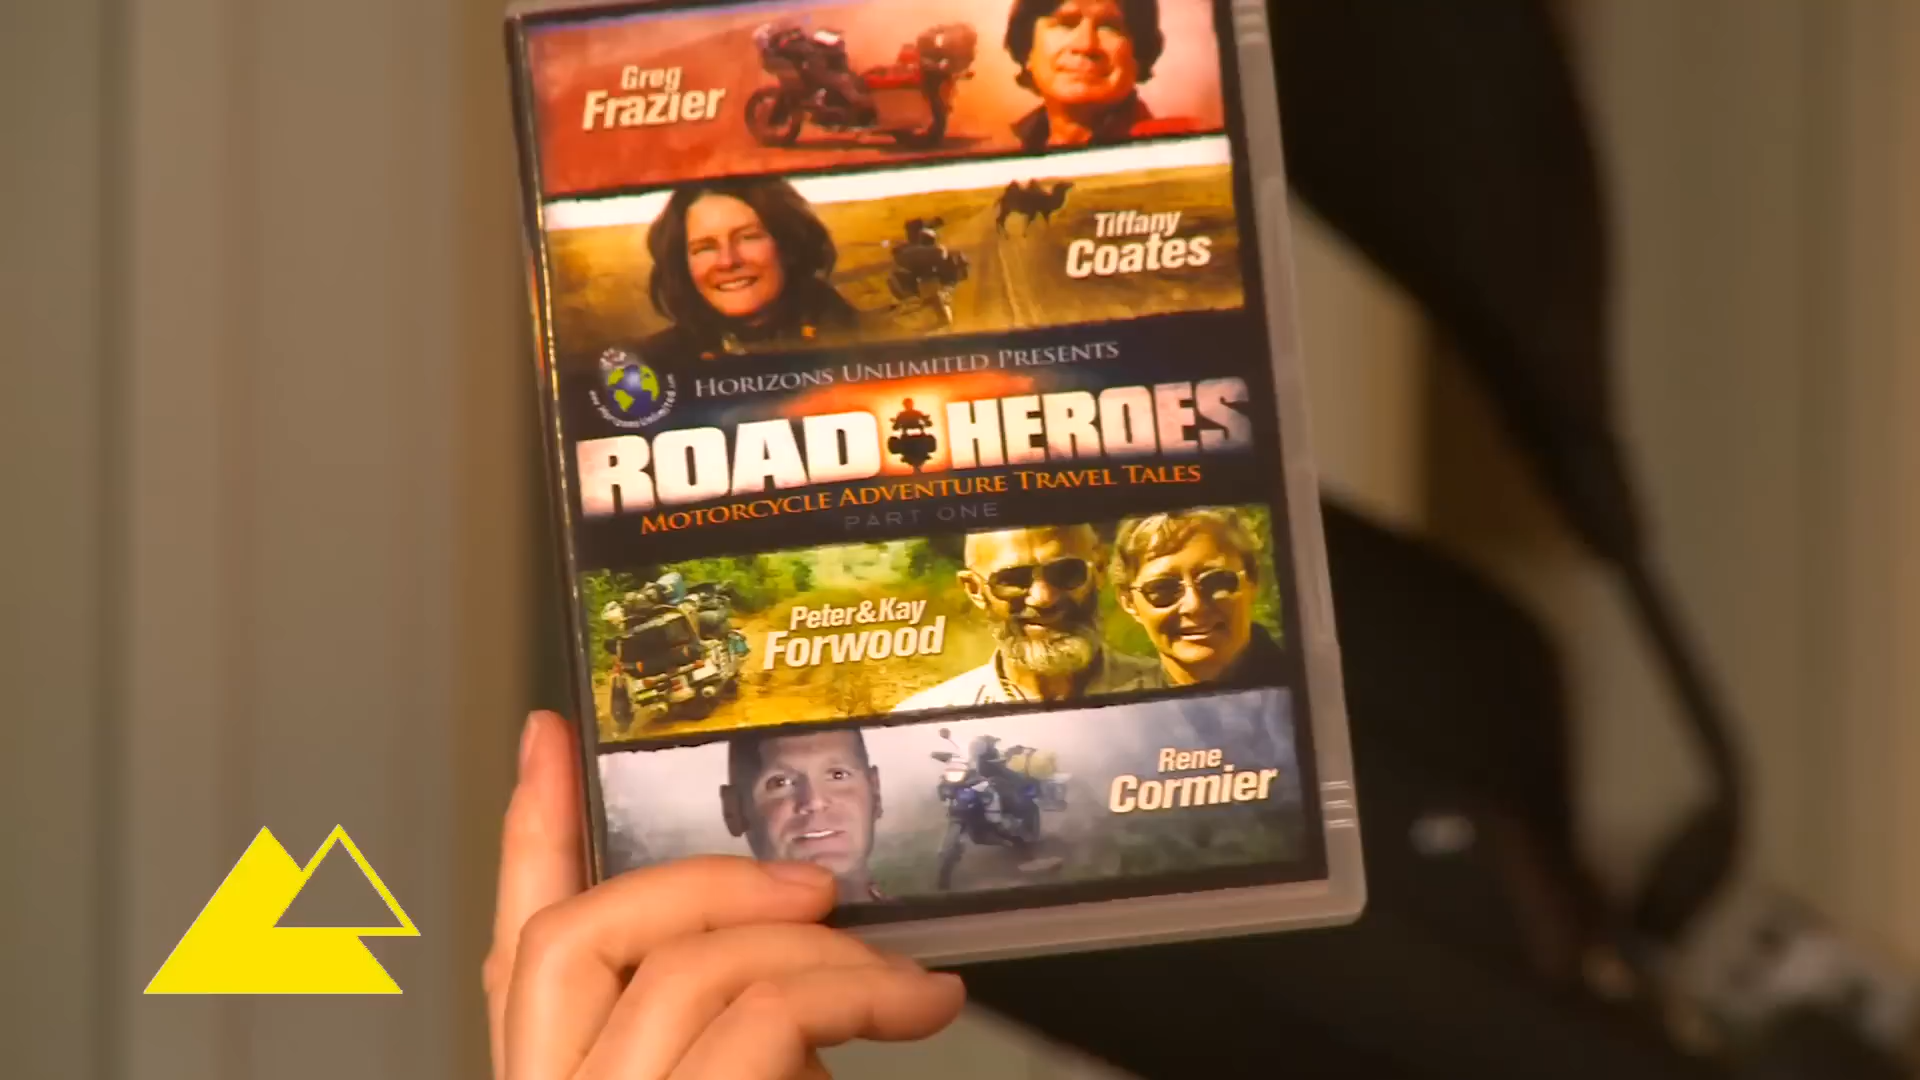 Greg
Frazier
Tiffany
Coates
HORIZONS UNLIMITED PRESENTS
ROAD HEROES
MOTORCYCLE ADVENTURE TRAVEL TALES
PART ONE
Peter&Kay
Forwood
Rene
Cormier